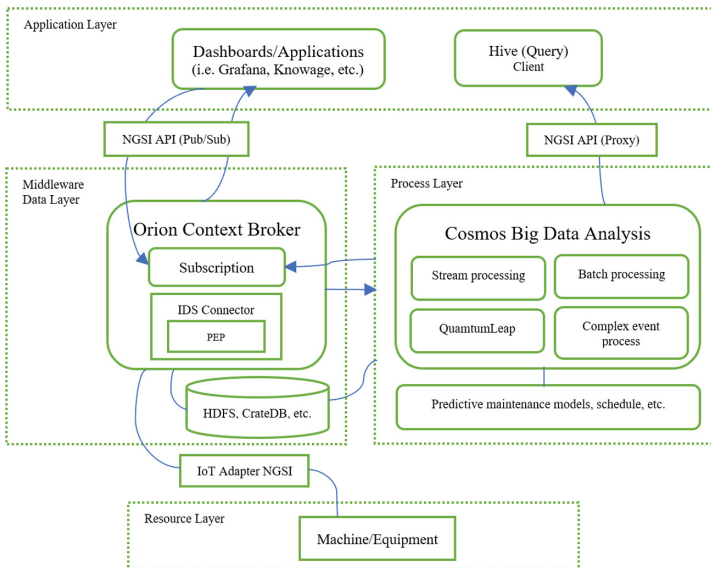 Application Layer
Dashboards/Applications
(i.e. Grafana, Knowage, etc.)
Hive (Query)
Client
NGSI API (Pub/Sub)
NGSI API (Proxy)
Middleware
Data Layer
Process Layer
Orion Context Broker
Subscription
IDS Connector
PEP
HDFS, CrateDB, etc.
Cosmos Big Data Analysis
Stream processing
Batch processing
QuamtumLeap
Complex event
process
Predictive maintenance models, schedule, etc.
IoT Adapter NGSI
Resource Layer
Machine/Equipment